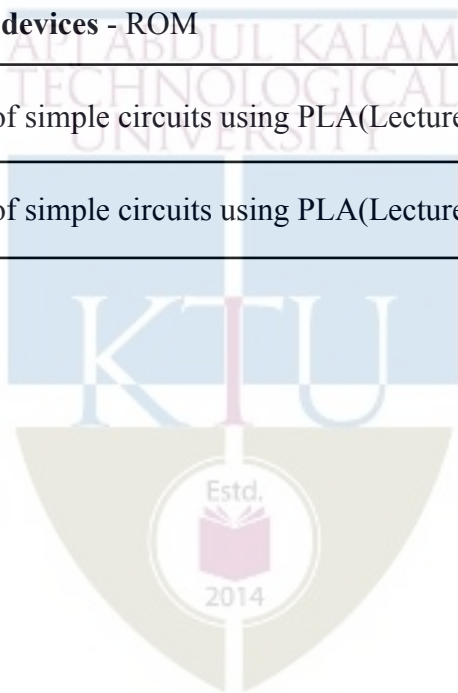 devices - ROM
API ABDUL KALAM
TECHNOLOGICAL
of simple circuits using PLA(Lecture
UNIVERSITY
of simple circuits using PLA(Lecture
KTU
Estd.
2014